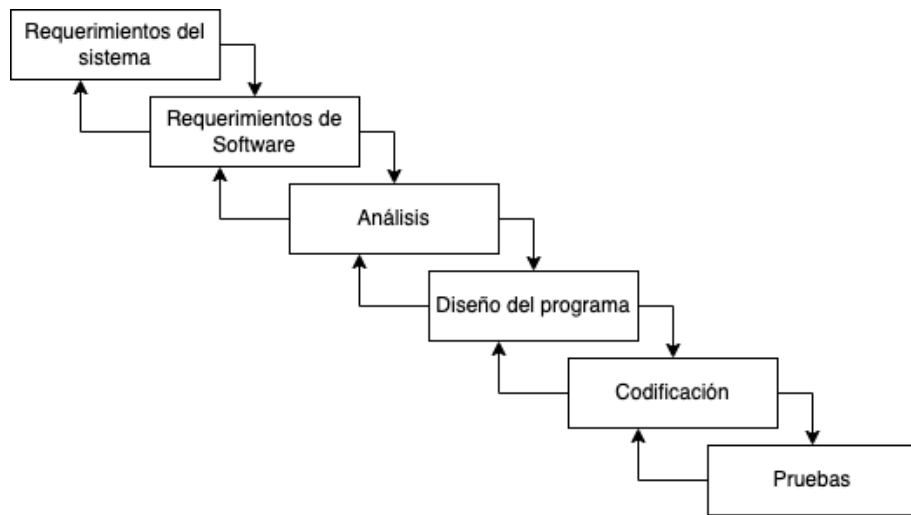 Requerimientos del
sistema
Requerimientos de
Software
Análisis
Diseño del programa
Codificación
Pruebas